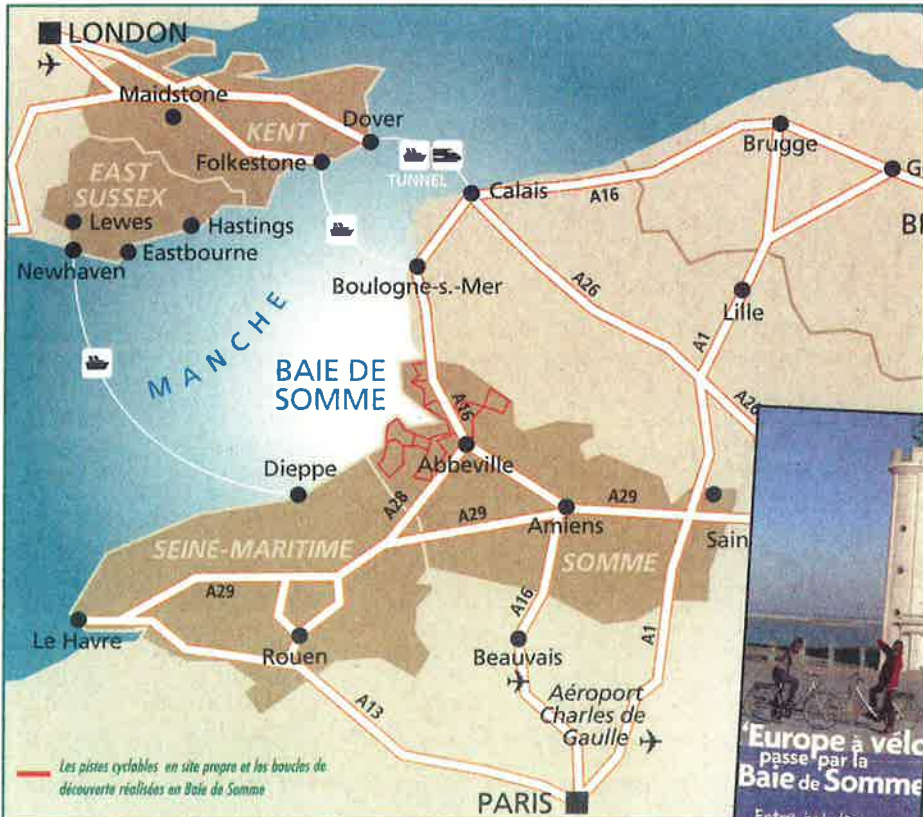 LONDON
Maidstone
KENT
Dover
Folkestone
EAST
SUSSEX
Lewes
Hastings
Newhaven
Eastbourne
TUNNEL
Calais
A16
Brugge
G
Boulogne-s.-Mer
A26
Lille
A1
A26
MANCHE
BAIE DE
SOMME
A16
Abbeville
Dieppe
A28
A29
Amiens
A29
Sain
SEINE-MARITIME
SOMME
A29
A16
A1
Le Havre
Rouen
Beauvais
Aéroport
Charles de
Gaulle
A13
PARIS
Les pistes cyclables en site propre et les boucles de
découverte réalisées en Baie de Somme
'Europe à vélo
passe par la
Baie de Somme